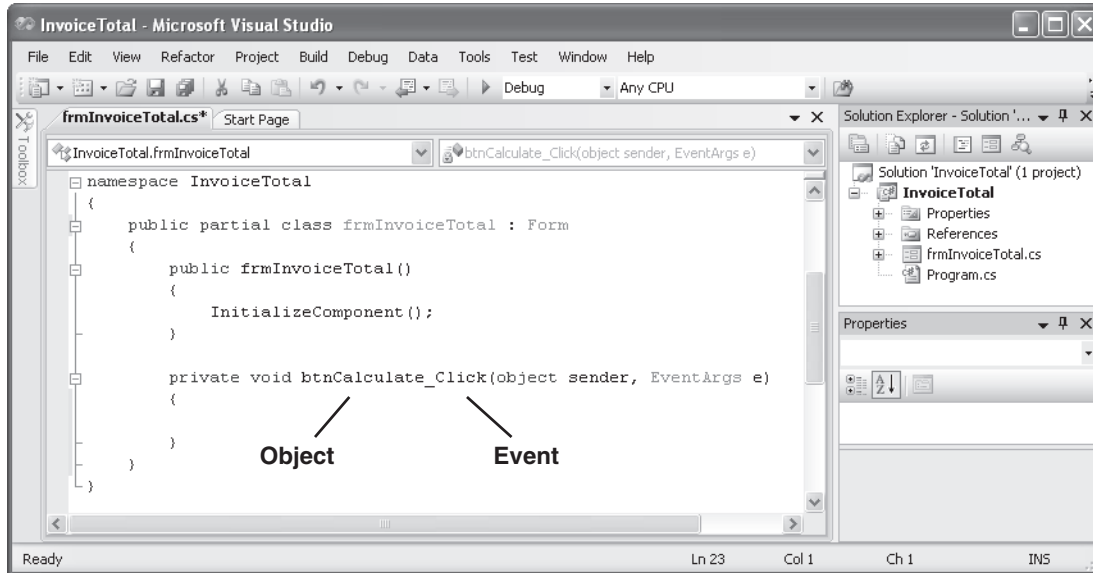 InvoiceTotal - Microsoft Visual Studio
File Edit View Refactor Project Build Debug Data Tools Test Window Help
Debug Any CPU
Toolbox
frmInvoiceTotal.cs* Start Page
InvoiceTotal.frmInvoiceTotal btnCalculate_Click(object sender, EventArgs e)
namespace InvoiceTotal
{
public partial class frmInvoiceTotal : Form
{
public frmInvoiceTotal()
{
InitializeComponent();
}
private void btnCalculate_Click(object sender, EventArgs e)
{
Object Event
}
}
}
Solution Explorer - Solution '...
Solution 'InvoiceTotal' (1 project)
InvoiceTotal
Properties
References
frmInvoiceTotal.cs
Program.cs
Properties
Ready Ln 23 Col 1 Ch 1 INS